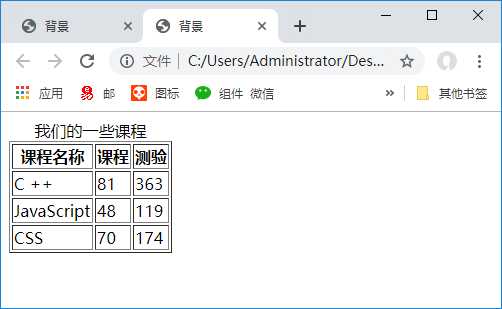 背景 背景
文件 C:/Users/Administrator/Des...
应用 易 邮 图标 组件 微信 » 其他书签
我们的一些课程
课程名称 课程 测验
C ++ 81 363
JavaScript 48 119
CSS 70 174